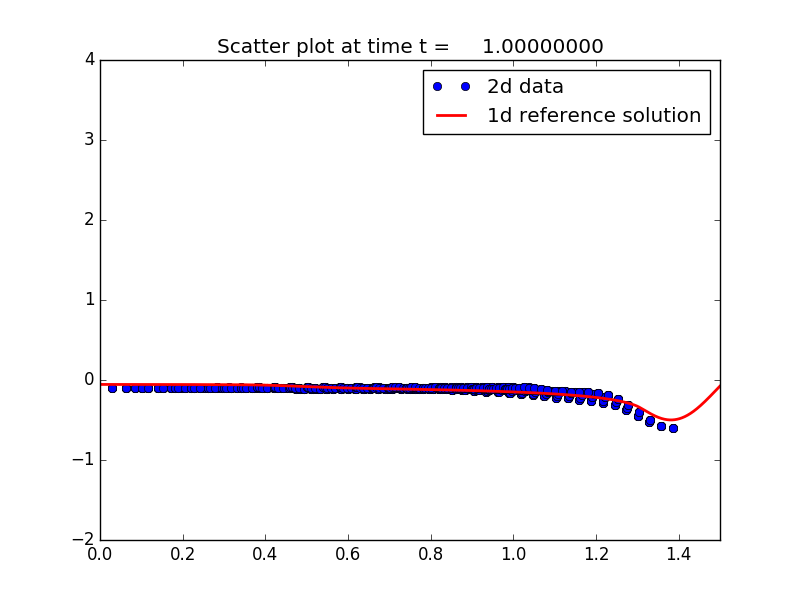 Scatter plot at time t =     1.00000000
2d data
1d reference solution
4
3
2
1
0
−1
−2
0.0 0.2 0.4 0.6 0.8 1.0 1.2 1.4